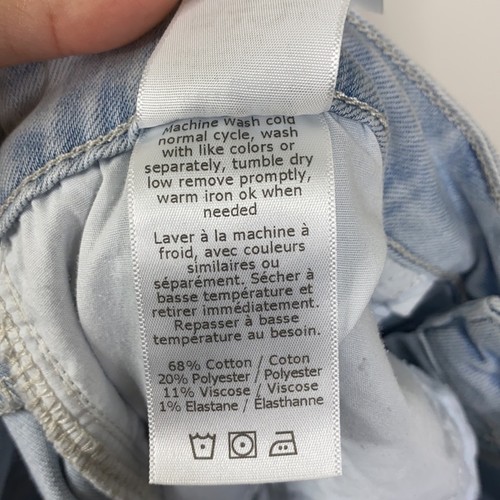 Machine Wash cold
normal cycle, wash
with like colors or
separately, tumble dry
low remove promptly,
warm iron ok when
needed
Laver à la machine à
froid, avec couleurs
similaires ou
séparément. Sécher à
basse température et
retirer immédiatement.
Repasser à basse
température au besoin.
68% Cotton / Coton
20% Polyester / Polyester
11% Viscose / Viscose
1% Elastane / Élasthanne